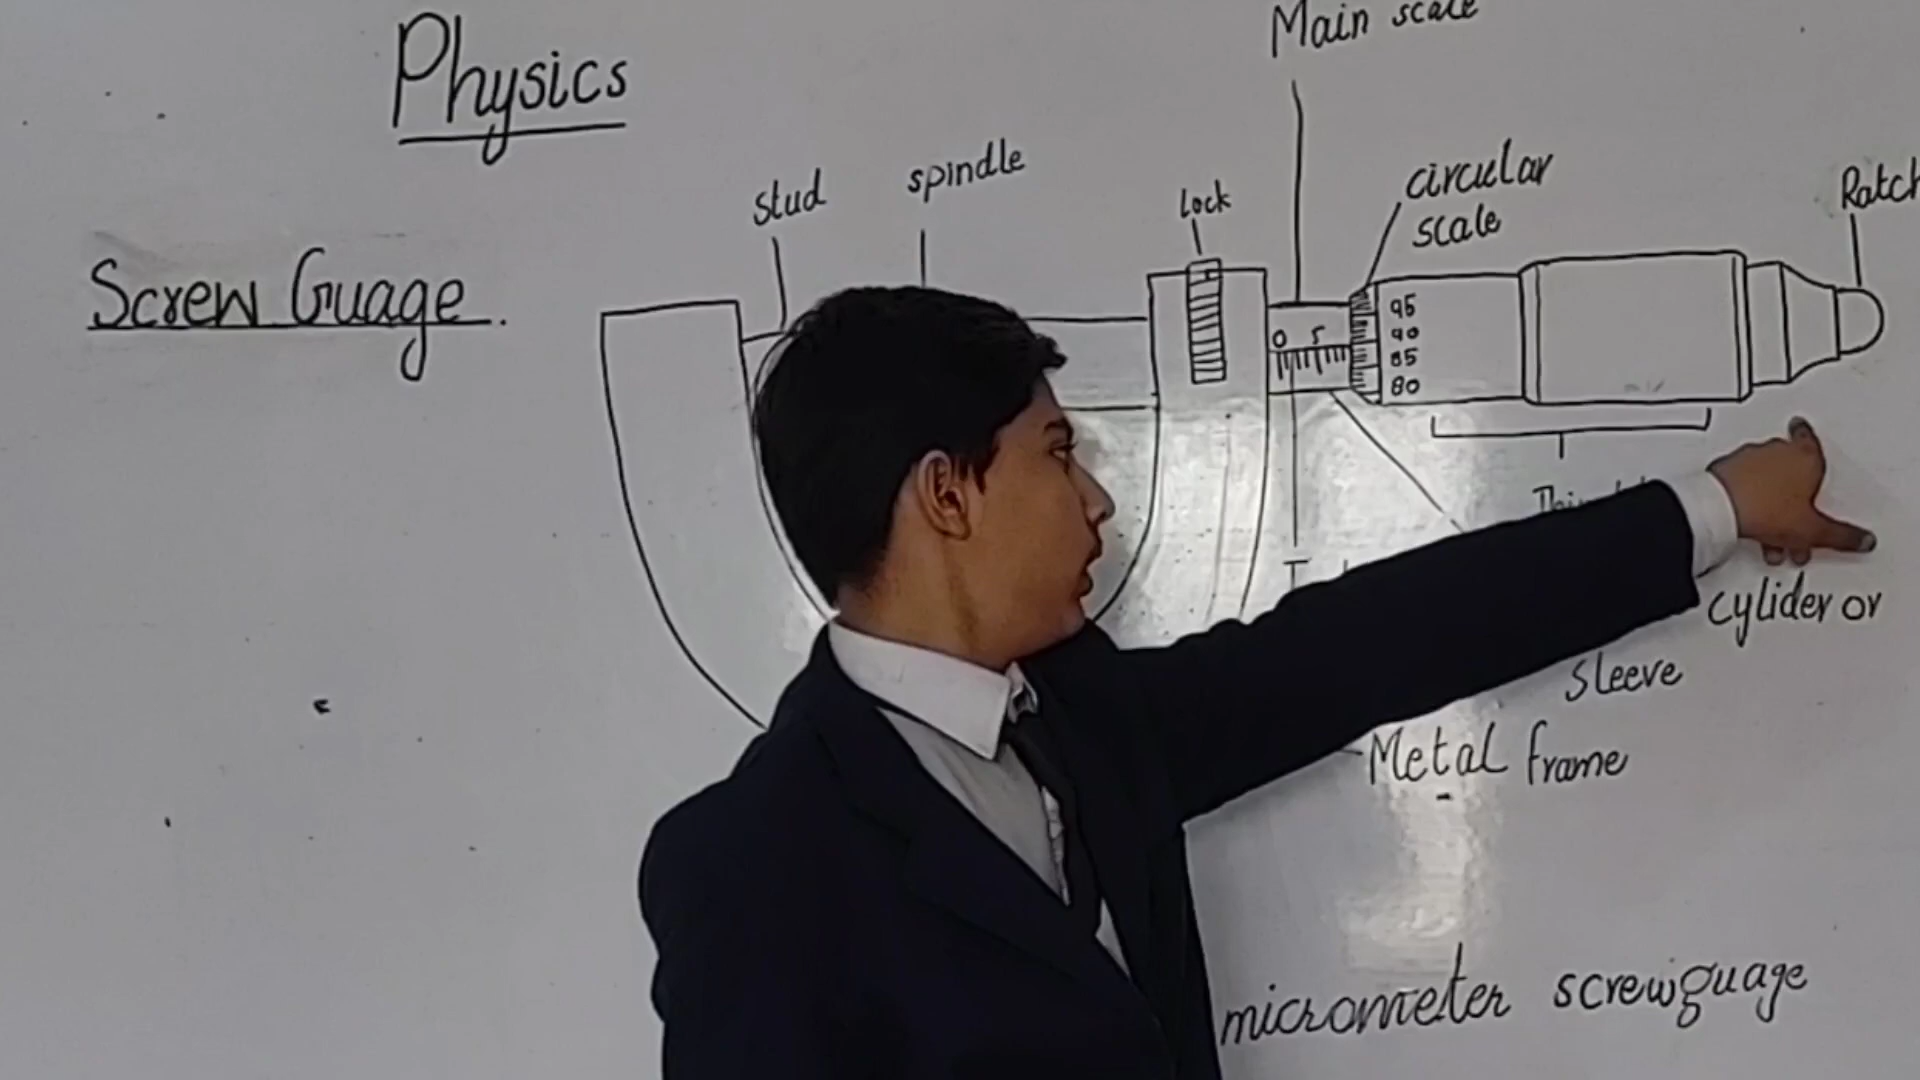 Physics
Main scale
Screw Guage.
stud
spindle
Lock
circular
scale
0 5
95
90
85
80
cylider or
sleeve
Metal frame
micrometer screwguage